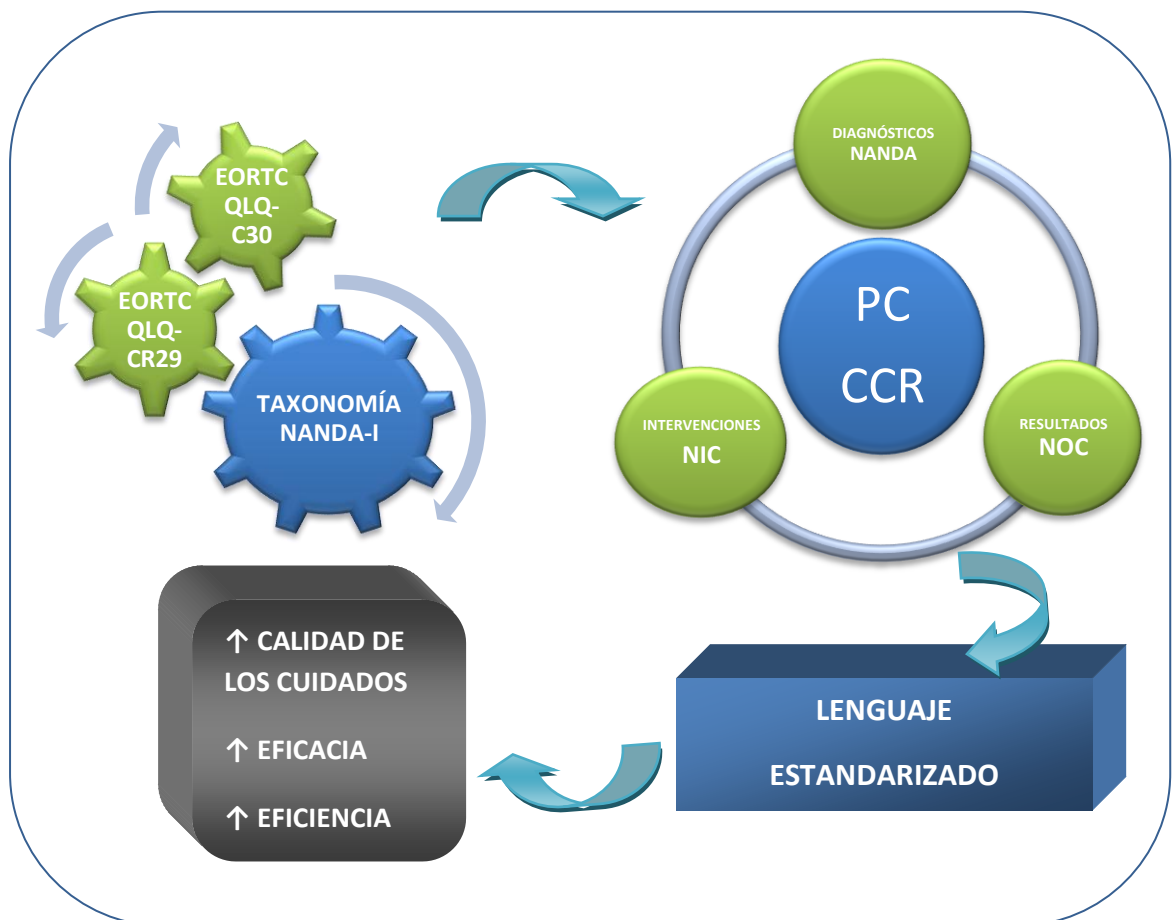 EORTC
QLQ-
C30
EORTC
QLQ-
CR29
TAXONOMÍA
NANDA-I
DIAGNÓSTICOS
NANDA
PC
CCR
INTERVENCIONES
NIC
RESULTADOS
NOC
LENGUAJE
ESTANDARIZADO
↑ CALIDAD DE
LOS CUIDADOS
↑ EFICACIA
↑ EFICIENCIA